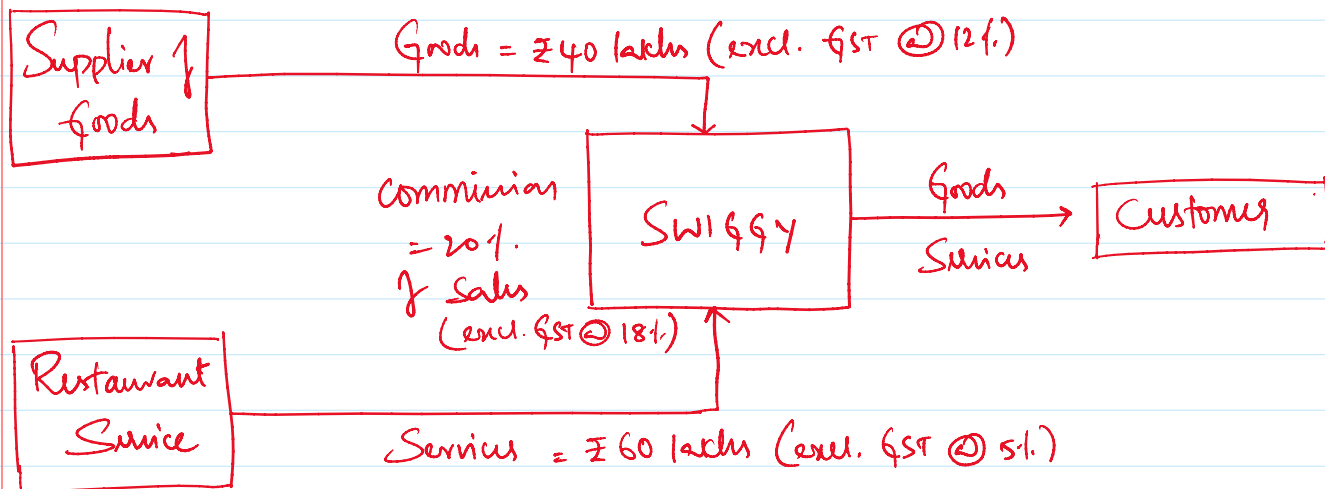 Supplier of
Goods
Goods = ₹40 lakhs (excl. GST @ 12%)
Commission
= 20%
of Sales
(excl. GST @ 18%)
SWIGGY
Goods
Services
Customer
Restaurant
Service
Services = ₹60 lakhs (excl. GST @ 5%)